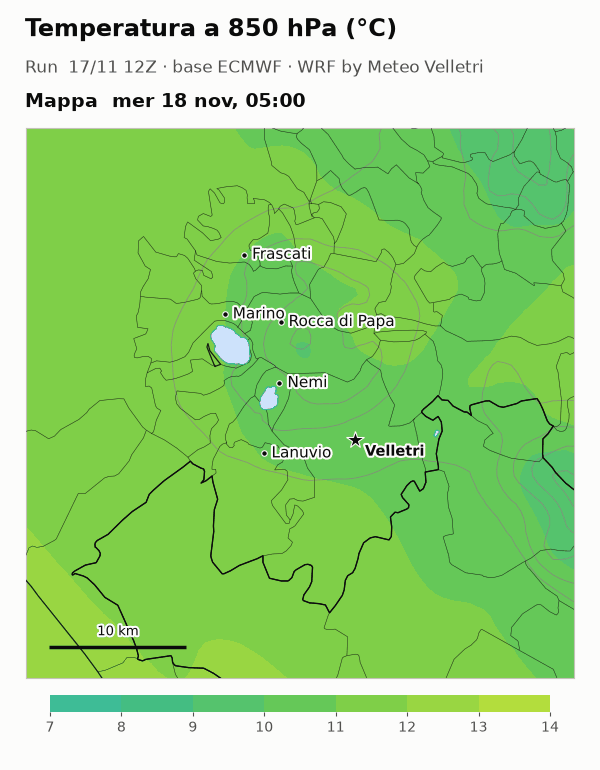 Temperatura a 850 hPa (°C)
Run  17/11 12Z · base ECMWF · WRF by Meteo Velletri
Mappa  mer 18 nov, 05:00
Frascati
Marino
Rocca di Papa
Nemi
Velletri
Lanuvio
10 km
7 8 9 10 11 12 13 14